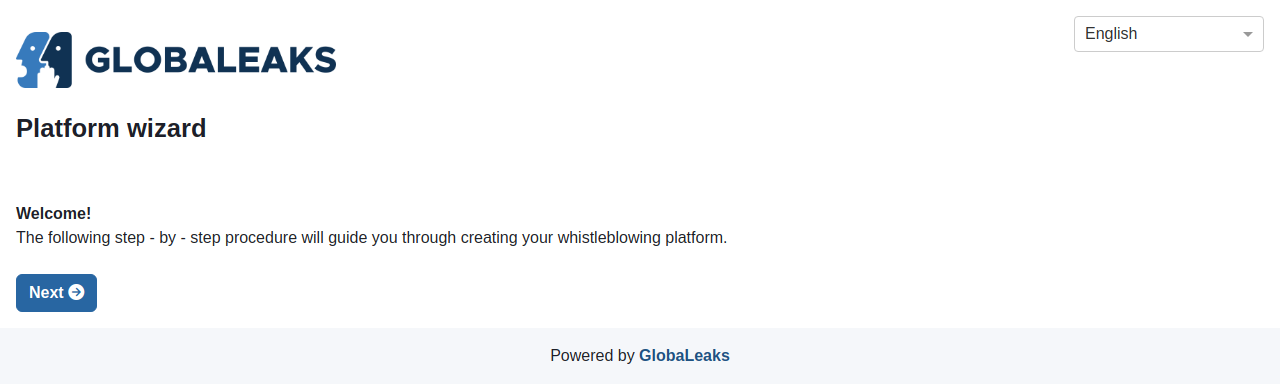 GLOBALEAKS
English
Platform wizard
Welcome!
The following step - by - step procedure will guide you through creating your whistleblowing platform.
Next
Powered by GlobaLeaks